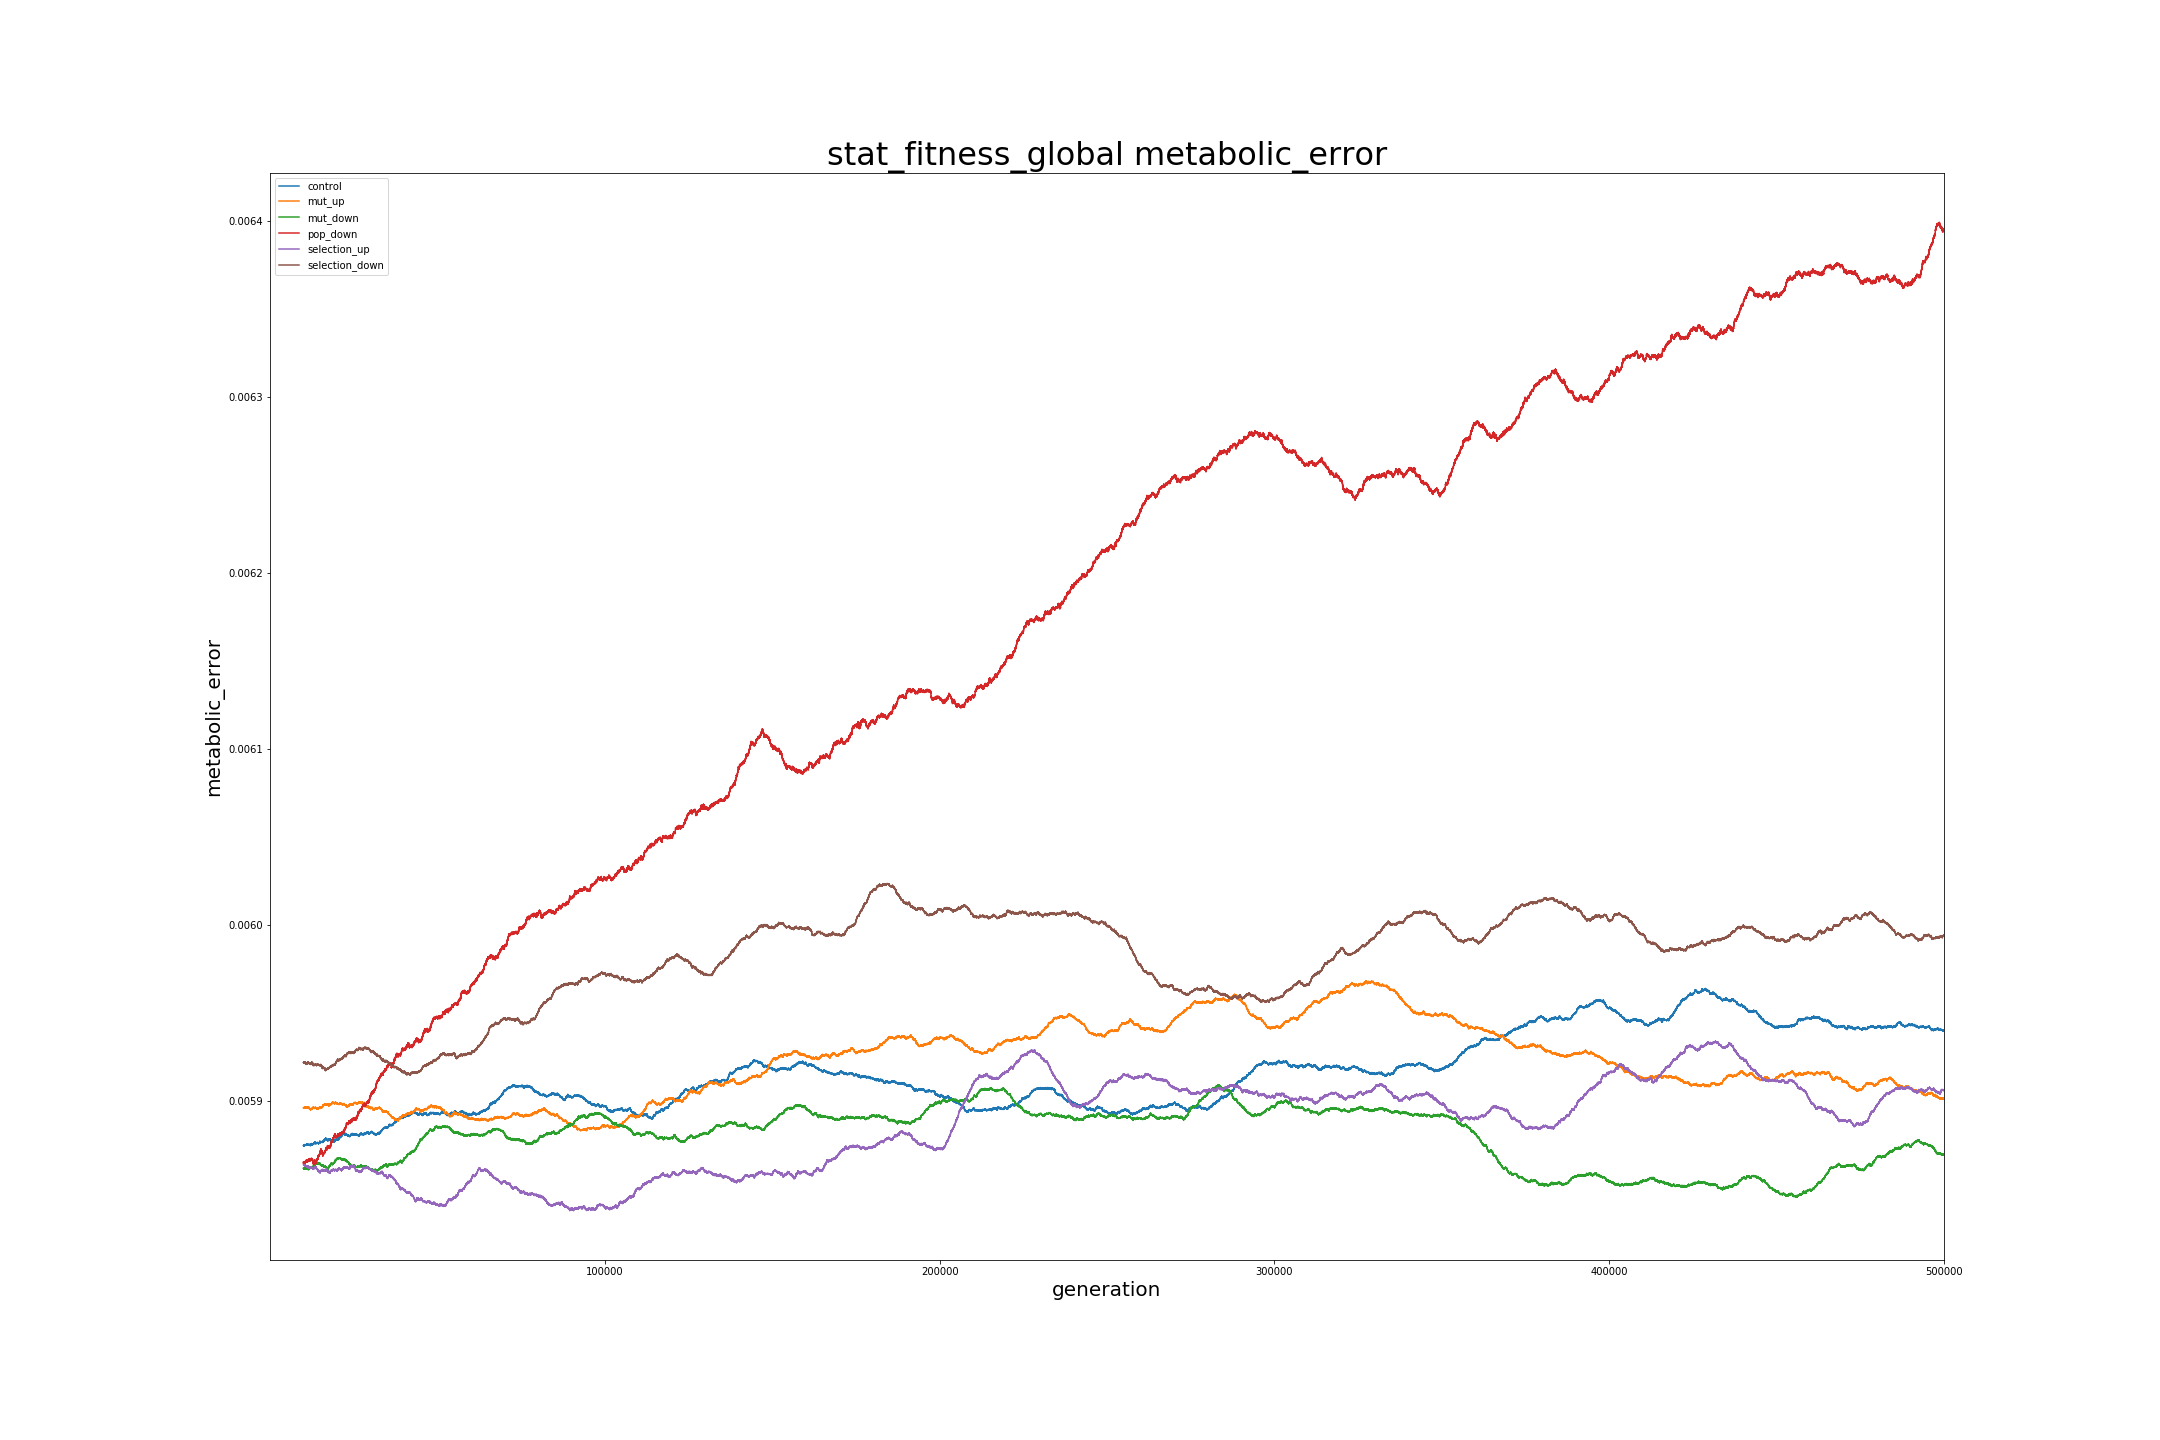 stat_fitness_global metabolic_error
control
mut_up
mut_down
pop_down
selection_up
selection_down
0.0064
0.0063
0.0062
0.0061
0.0060
0.0059
metabolic_error
100000 200000 300000 400000 500000
generation